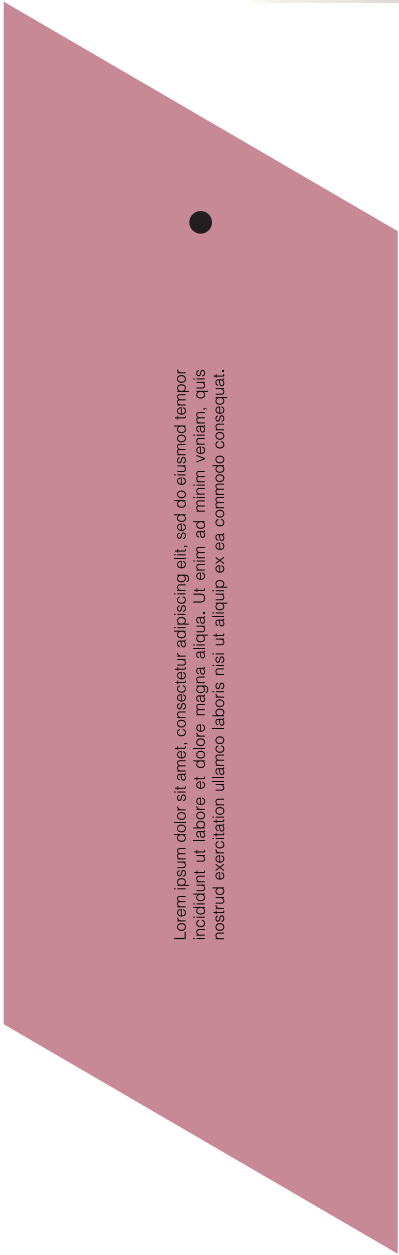 Lorem ipsum dolor sit amet, consectetur adipiscing elit, sed do eiusmod tempor
incididunt ut labore et dolore magna aliqua. Ut enim ad minim veniam, quis
nostrud exercitation ullamco laboris nisi ut aliquip ex ea commodo consequat.